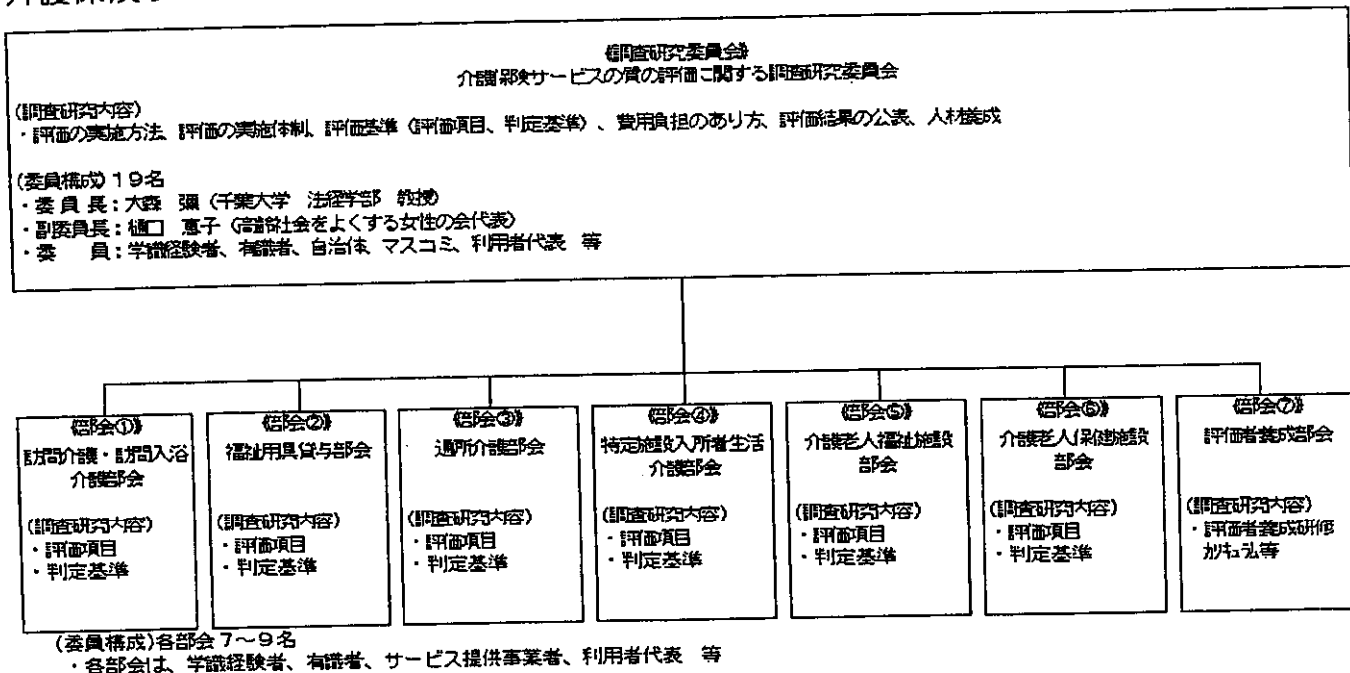 《調査研究委員会》
介護保険サービスの質の評価に関する調査研究委員会
(調査研究内容)
・評価の実施方法、評価の実施体制、評価基準（評価項目、判定基準）、費用負担のあり方、評価結果の公表、人材養成
(委員構成)19名
・委員長：大森　彌（千葉大学　法経学部　教授）
・副委員長：樋口　恵子（高齢社会をよくする女性の会代表）
・委　員：学識経験者、有識者、自治体、マスコミ、利用者代表　等
《部会①》
訪問介護・訪問入浴
介護部会
(調査研究内容)
・評価項目
・判定基準
《部会②》
福祉用具貸与部会
(調査研究内容)
・評価項目
・判定基準
《部会③》
通所介護部会
(調査研究内容)
・評価項目
・判定基準
《部会④》
特定施設入所者生活
介護部会
(調査研究内容)
・評価項目
・判定基準
《部会⑤》
介護老人福祉施設
部会
(調査研究内容)
・評価項目
・判定基準
《部会⑥》
介護老人保健施設
部会
(調査研究内容)
・評価項目
・判定基準
《部会⑦》
評価者養成部会
(調査研究内容)
・評価者養成研修
ｶﾘｷｭﾗﾑ等
(委員構成)各部会7～9名
・各部会は、学識経験者、有識者、サービス提供事業者、利用者代表　等